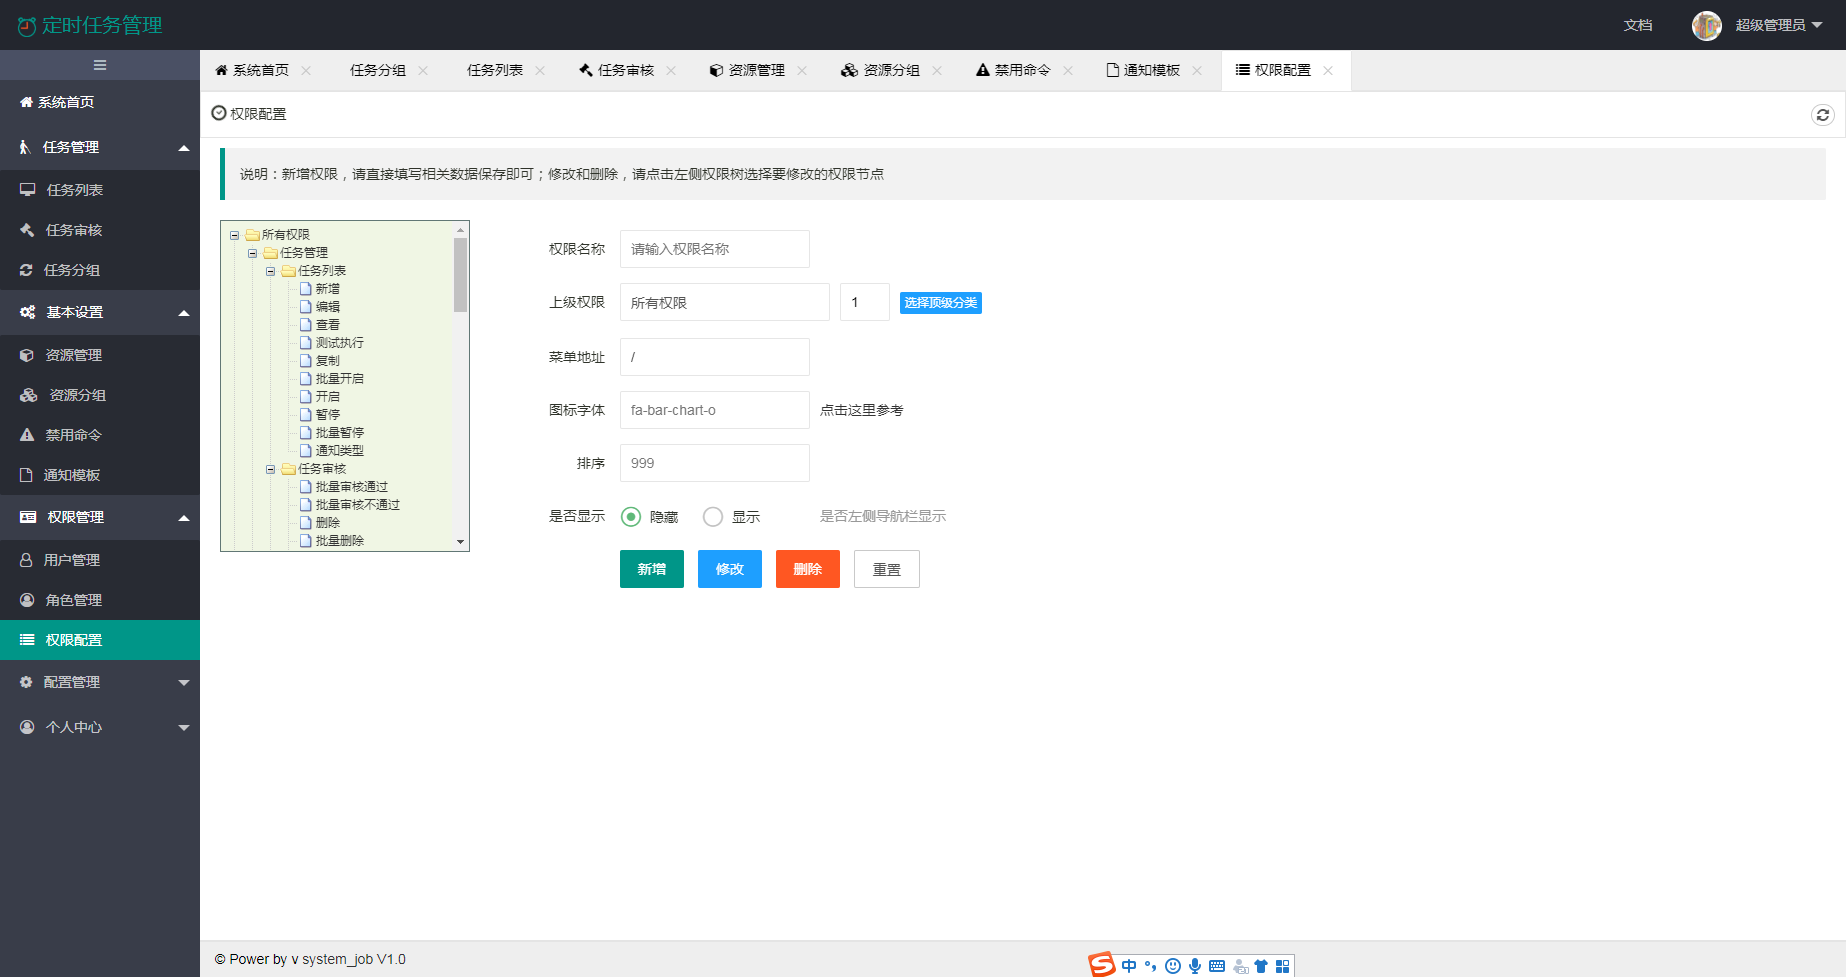 定时任务管理
文档
超级管理员
系统首页
任务管理
任务列表
任务审核
任务分组
基本设置
资源管理
资源分组
禁用命令
通知模板
权限管理
用户管理
角色管理
权限配置
配置管理
个人中心
系统首页 任务分组 任务列表 任务审核 资源管理 资源分组 禁用命令 通知模板 权限配置
权限配置
说明：新增权限，请直接填写相关数据保存即可；修改和删除，请点击左侧权限树选择要修改的权限节点
所有权限
任务管理
任务列表
新增
编辑
查看
测试执行
复制
批量开启
开启
暂停
批量暂停
通知类型
任务审核
批量审核通过
批量审核不通过
删除
批量删除
权限名称 请输入权限名称
上级权限 所有权限 1 选择顶级分类
菜单地址 /
图标字体 fa-bar-chart-o 点击这里参考
排序 999
是否显示 隐藏 显示 是否左侧导航栏显示
新增 修改 删除 重置
© Power by v system_job V1.0
S 中